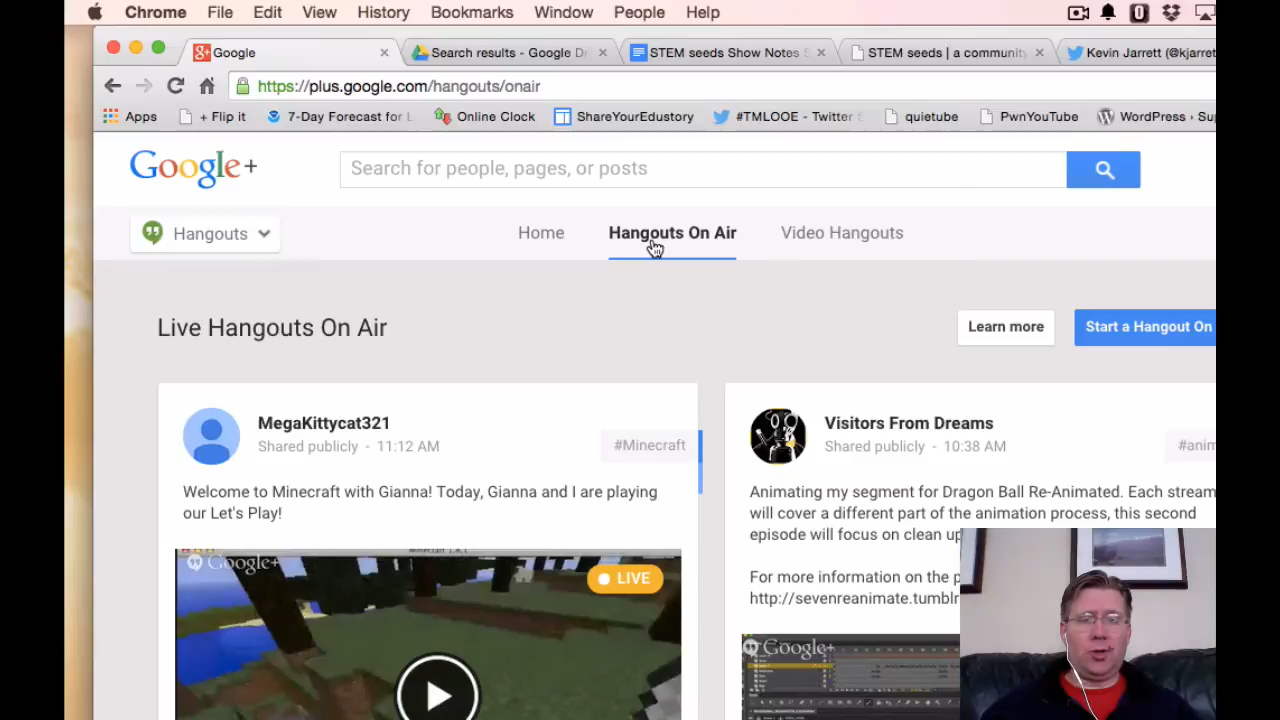 Chrome File Edit View History Bookmarks Window People Help
Google Search results - Google Dr STEM seeds Show Notes S STEM seeds | a community Kevin Jarrett (@kjarret
https://plus.google.com/hangouts/onair
Apps + Flip it 7-Day Forecast for L Online Clock ShareYourEdustory #TMLOOE - Twitter S quietube PwnYouTube WordPress › Sup
Google+ Search for people, pages, or posts
Hangouts Home Hangouts On Air Video Hangouts
Live Hangouts On Air Learn more Start a Hangout On
MegaKittycat321
Shared publicly - 11:12 AM
#Minecraft
Welcome to Minecraft with Gianna! Today, Gianna and I are playing
our Let's Play!
Google+
LIVE
Visitors From Dreams
Shared publicly - 10:38 AM
#anim
Animating my segment for Dragon Ball Re-Animated. Each stream
will cover a different part of the animation process, this second
episode will focus on clean up
For more information on the p
http://sevenreanimate.tumblr
Google+